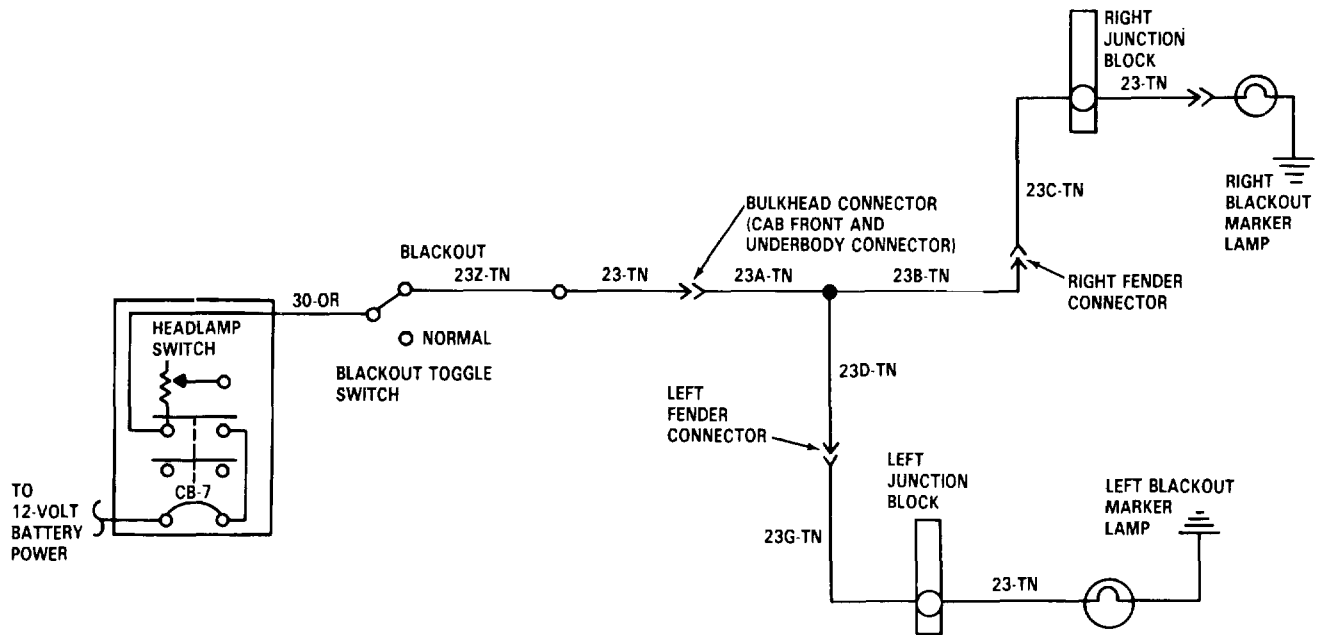 RIGHT
JUNCTION
BLOCK
23-TN
RIGHT
BLACKOUT
MARKER
LAMP
23C-TN
BULKHEAD CONNECTOR
(CAB FRONT AND
UNDERBODY CONNECTOR)
BLACKOUT
23Z-TN
23-TN
23A-TN
23B-TN
RIGHT FENDER
CONNECTOR
30-OR
HEADLAMP
SWITCH
NORMAL
BLACKOUT TOGGLE
SWITCH
23D-TN
LEFT
FENDER
CONNECTOR
CB-7
TO
12-VOLT
BATTERY
POWER
LEFT
JUNCTION
BLOCK
LEFT BLACKOUT
MARKER
LAMP
23G-TN
23-TN